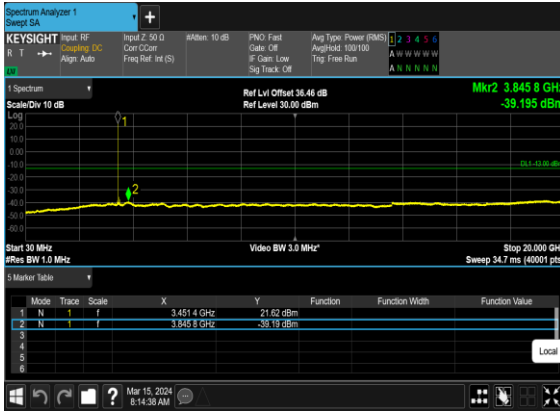 Spectrum Analyzer 1
Swept SA
+
KEYSIGHT Input: RF Input Z: 50 Ω #Atten: 10 dB PNO: Fast Avg Type: Power (RMS) 1 2 3 4 5 6
R T Coupling: DC Corr CCorr Gate: Off Avg|Hold: 100/100 A W W W W W
Align: Auto Freq Ref: Int (S) IF Gain: Low Trig: Free Run
Sig Track: Off A N N N N N
1 Spectrum
Scale/Div 10 dB
Ref Lvl Offset 36.46 dB
Ref Level 30.00 dBm
Mkr2 3.845 8 GHz
-39.195 dBm
Log
20.0
10.0
0.00
-10.0
-20.0
-30.0
-40.0
-50.0
-60.0
1
2
DL1 -13.00 dBm
Start 30 MHz Video BW 3.0 MHz* Stop 20.000 GHz
#Res BW 1.0 MHz Sweep 34.7 ms (40001 pts)
5 Marker Table
Mode Trace Scale X Y Function Function Width Function Value
1 N 1 f 3.451 4 GHz 21.62 dBm
2 N 1 f 3.845 8 GHz -39.19 dBm
3
4
5
6
Local
? Mar 15, 2024
8:14:38 AM